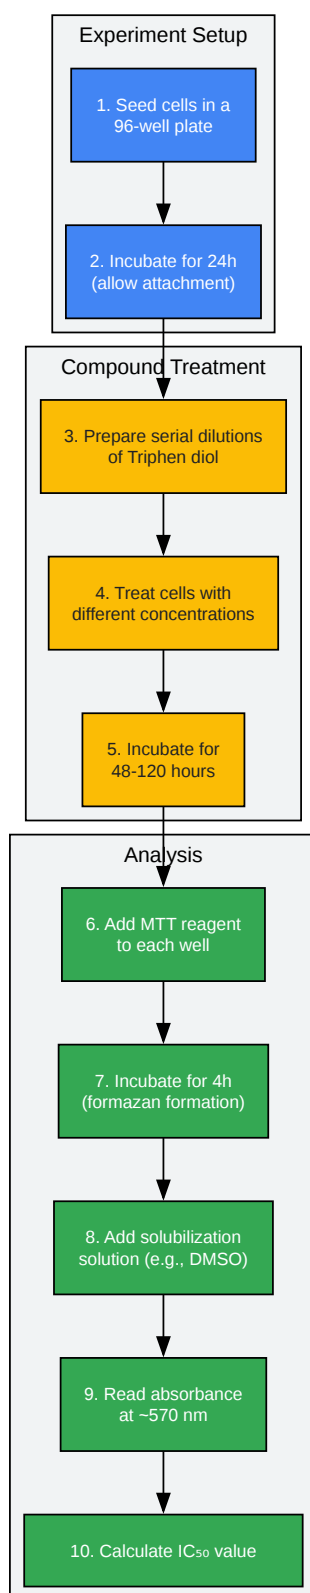 Experiment Setup
1. Seed cells in a
96-well plate
2. Incubate for 24h
(allow attachment)
Compound Treatment
3. Prepare serial dilutions
of Triphen diol
4. Treat cells with
different concentrations
5. Incubate for
48-120 hours
Analysis
6. Add MTT reagent
to each well
7. Incubate for 4h
(formazan formation)
8. Add solubilization
solution (e.g., DMSO)
9. Read absorbance
at ~570 nm
10. Calculate IC₅₀ value